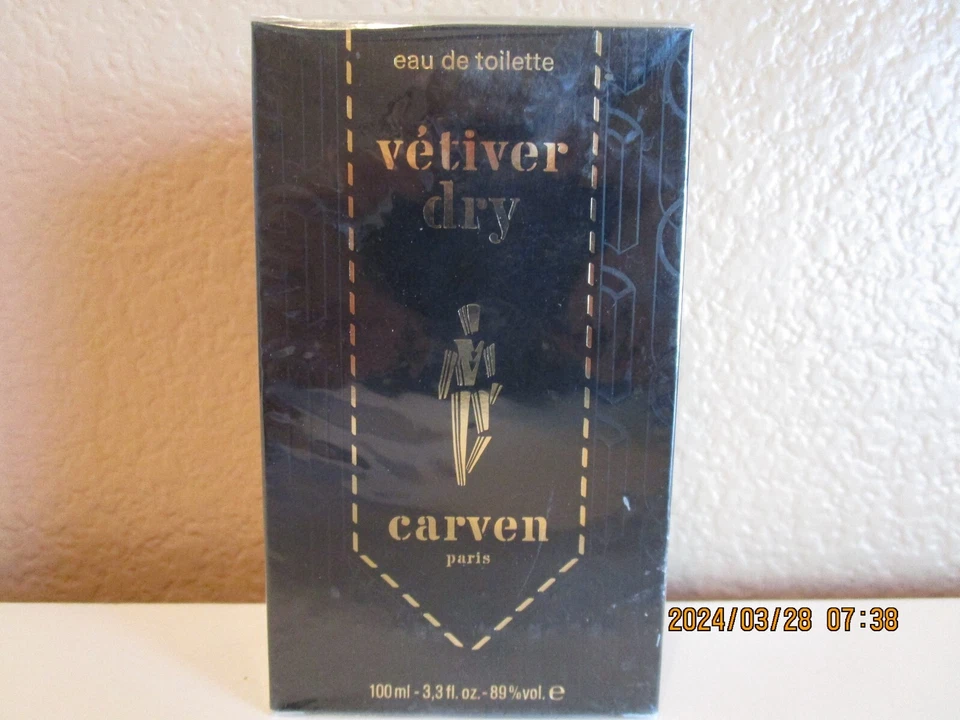 eau de toilette
vétiver
dry
carven
paris
100 ml - 3,3 fl. oz. - 89 %vol. ℮
2024/03/28 07:38